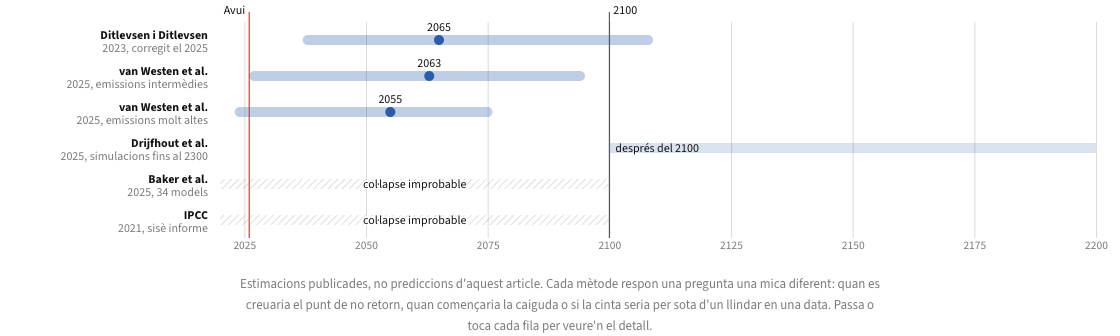 Avui
2100
Ditlevsen i Ditlevsen
2023, corregit el 2025
2065
van Westen et al.
2025, emissions intermèdies
2063
van Westen et al.
2025, emissions molt altes
2055
Drijfhout et al.
2025, simulacions fins al 2300
després del 2100
Baker et al.
2025, 34 models
col·lapse improbable
IPCC
2021, sisè informe
col·lapse improbable
2025
2050
2075
2100
2125
2150
2175
2200
Estimacions publicades, no prediccions d'aquest article. Cada mètode respon una pregunta una mica diferent: quan es
creuaria el punt de no retorn, quan començaria la caiguda o si la cinta seria per sota d'un llindar en una data. Passa o
toca cada fila per veure'n el detall.